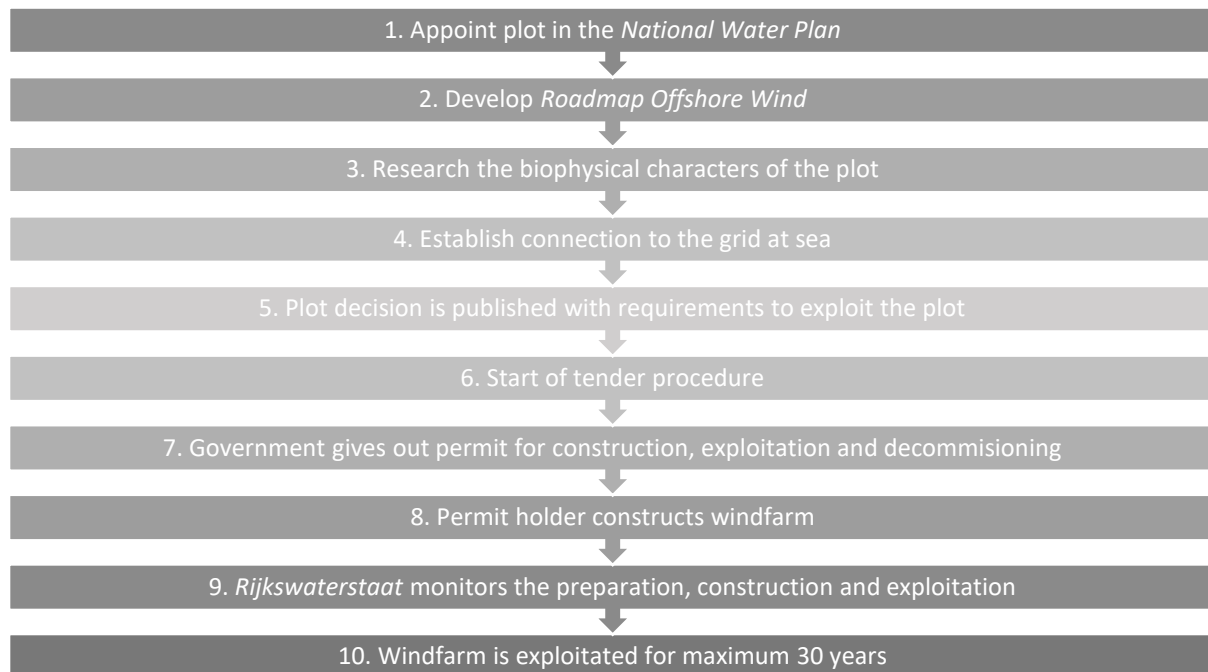 1. Appoint plot in the National Water Plan
2. Develop Roadmap Offshore Wind
3. Research the biophysical characters of the plot
4. Establish connection to the grid at sea
5. Plot decision is published with requirements to exploit the plot
6. Start of tender procedure
7. Government gives out permit for construction, exploitation and decommisioning
8. Permit holder constructs windfarm
9. Rijkswaterstaat monitors the preparation, construction and exploitation
10. Windfarm is exploitated for maximum 30 years